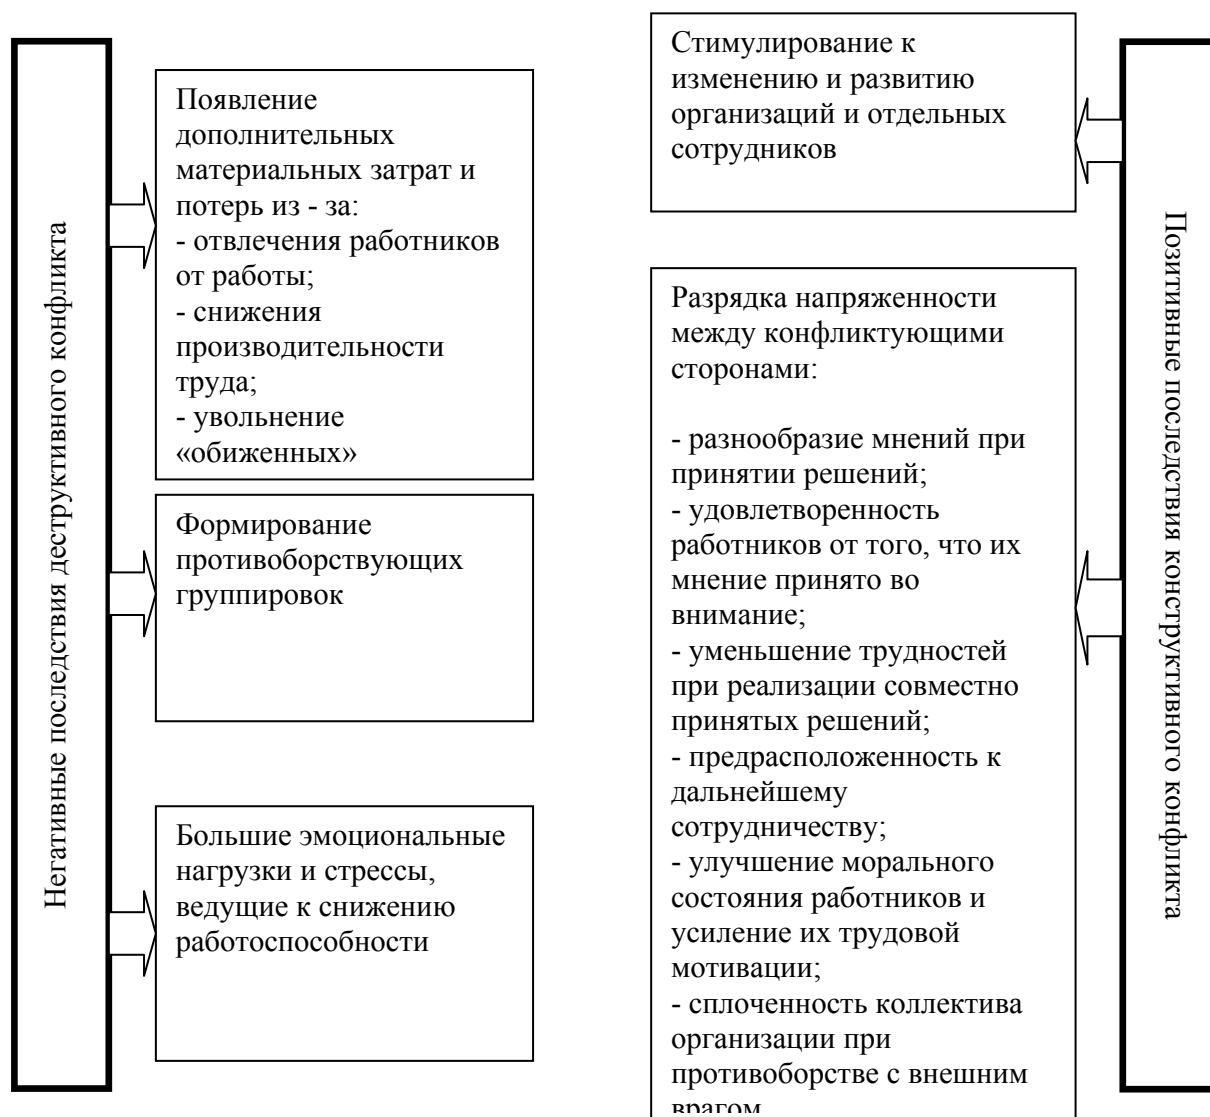 Негативные последствия деструктивного конфликта
Появление
дополнительных
материальных затрат и
потерь из - за:
- отвлечения работников
от работы;
- снижения
производительности
труда;
- увольнение
«обиженных»
Формирование
противоборствующих
группировок
Большие эмоциональные
нагрузки и стрессы,
ведущие к снижению
работоспособности
Стимулирование к
изменению и развитию
организаций и отдельных
сотрудников
Разрядка напряженности
между конфликтующими
сторонами:
- разнообразие мнений при
принятии решений;
- удовлетворенность
работников от того, что их
мнение принято во
внимание;
- уменьшение трудностей
при реализации совместно
принятых решений;
- предрасположенность к
дальнейшему
сотрудничеству;
- улучшение морального
состояния работников и
усиление их трудовой
мотивации;
- сплоченность коллектива
организации при
противоборстве с внешним
врагом
Позитивные последствия конструктивного конфликта